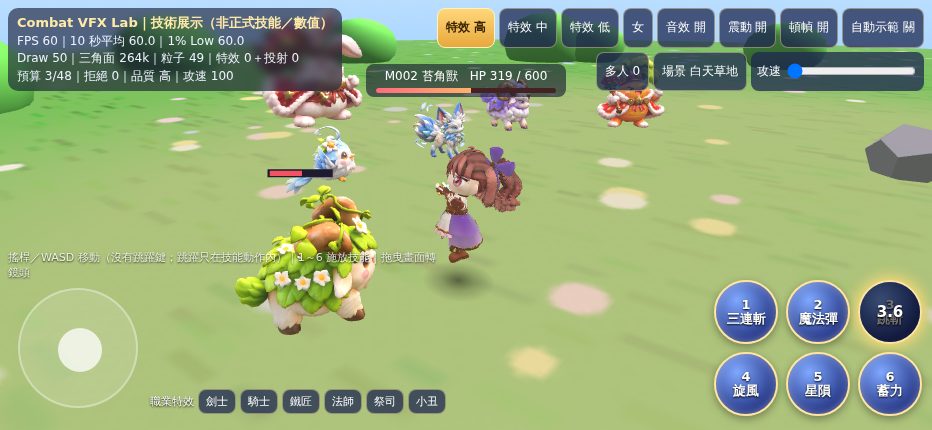 Combat VFX Lab｜技術展示（非正式技能／數值）
FPS 60｜10 秒平均 60.0｜1% Low 60.0
Draw 50｜三角面 264k｜粒子 49｜特效 0＋投射 0
預算 3/48｜拒絕 0｜品質 高｜攻速 100
特效 高
特效 中
特效 低
女
音效 開
震動 開
頓幀 開
自動示範 關
M002 苔角獸 HP 319 / 600
多人 0
場景 白天草地
攻速
搖桿／WASD 移動（沒有跳躍鍵；跳躍只在技能動作內）｜1～6 施放技能｜拖曳畫面轉
鏡頭
1
三連斬
2
魔法彈
3.6
4
旋風
5
星隕
6
蓄力
職業特效
劍士
騎士
鐵匠
法師
祭司
小丑